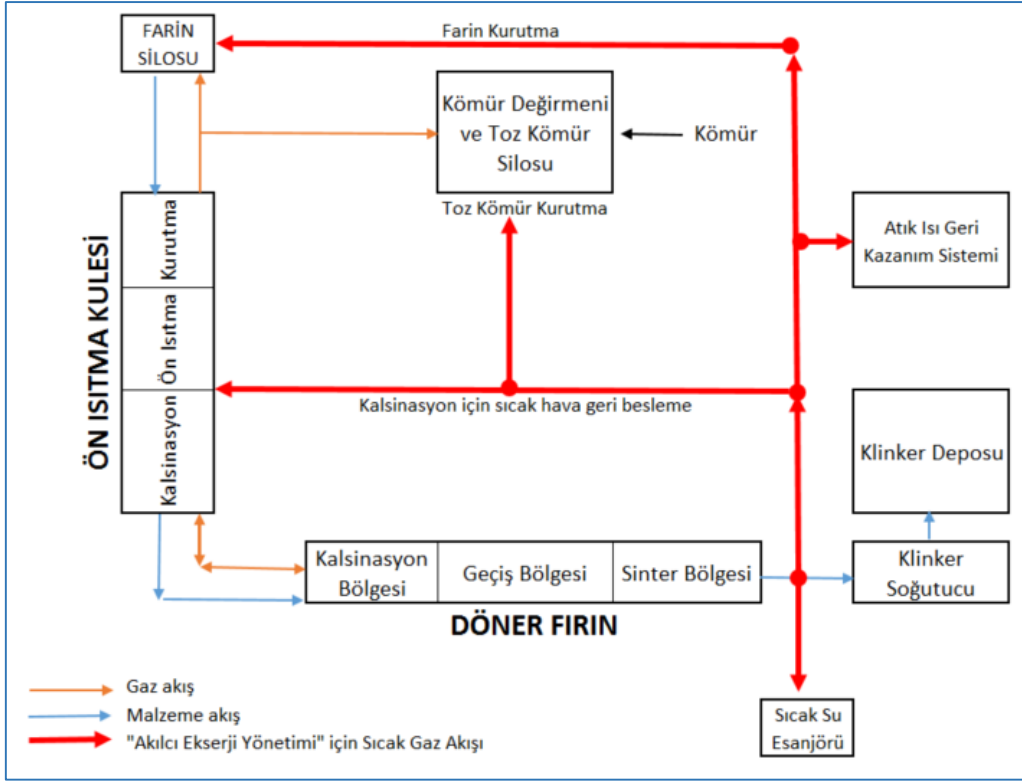 FARİN
SİLOSU
Farin Kurutma
Kömür Değirmeni
ve Toz Kömür
Silosu
Kömür
Toz Kömür Kurutma
Atık Isı Geri
Kazanım Sistemi
ÖN ISITMA KULESİ
Kurutma
Ön Isıtma
Kalsinasyon
Kalsinasyon için sıcak hava geri besleme
Klinker Deposu
Kalsinasyon
Bölgesi
Geçiş Bölgesi
Sinter Bölgesi
Klinker
Soğutucu
DÖNER FIRIN
Gaz akış
Malzeme akış
"Akılcı Ekserji Yönetimi" için Sıcak Gaz Akışı
Sıcak Su
Esanjörü